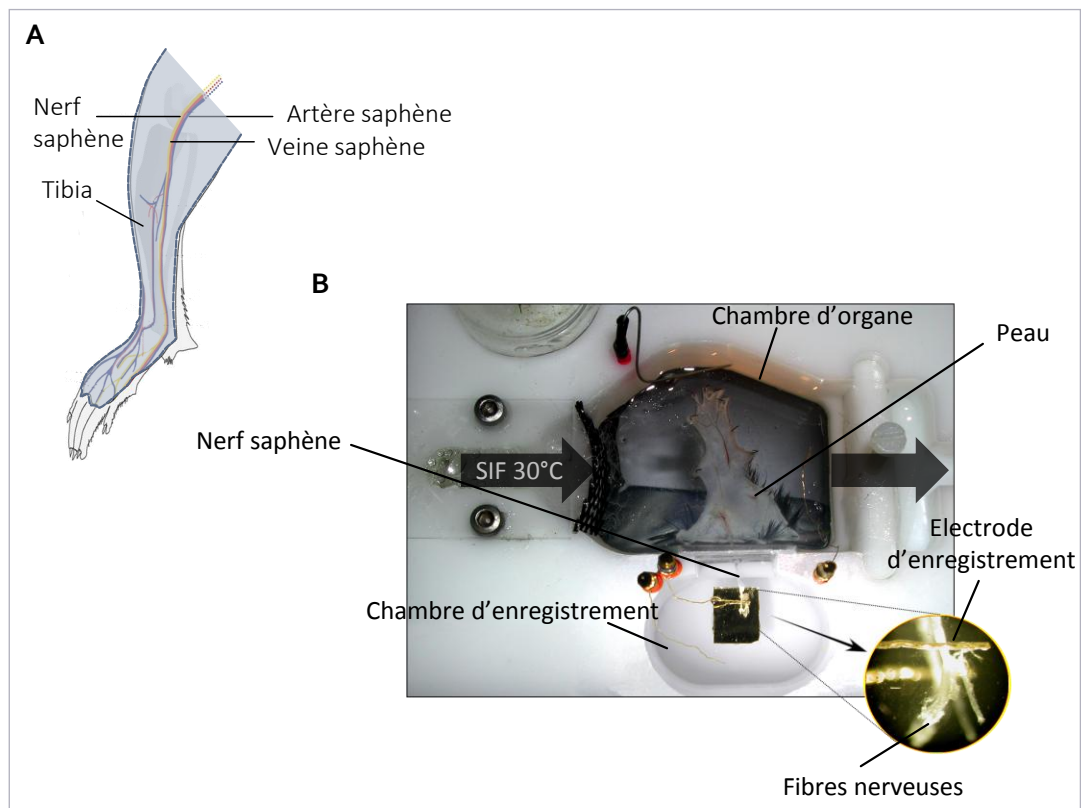 A
Nerf
saphène
Artère saphène
Veine saphène
Tibia
B
Chambre d'organe
Peau
Nerf saphène
SIF 30°C
Electrode
d'enregistrement
Chambre d'enregistrement
Fibres nerveuses